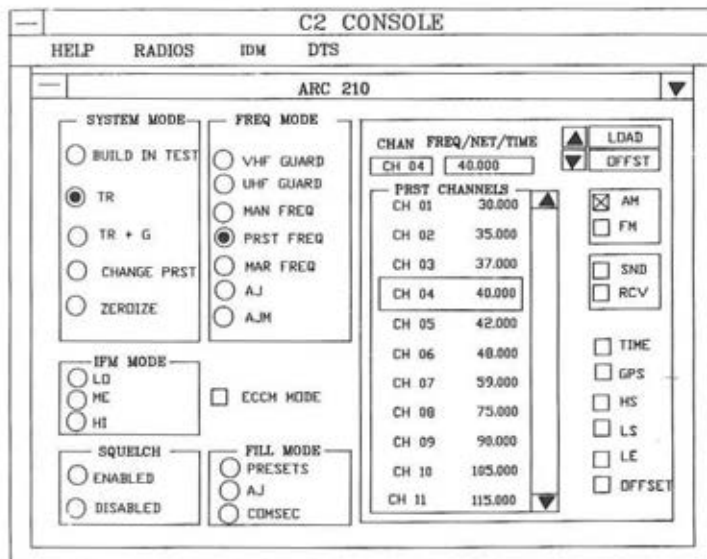 C2 CONSOLE
HELP RADIOS IDM DTS
ARC 210
SYSTEM MODE
BUILD IN TEST
TR
TR + G
CHANGE PRST
ZEROIZE
FREQ MODE
VHF GUARD
UHF GUARD
MAN FREQ
PRST FREQ
MAR FREQ
AJ
AJM
IFM MODE
LO
ME
HI
ECCM MODE
SQUELCH
ENABLED
DISABLED
FILL MODE
PRESETS
AJ
COMSEC
CHAN FREQ/NET/TIME
CH 04 40.000
LOAD
OFFST
PRST CHANNELS
CH 01 30.000
CH 02 35.000
CH 03 37.000
CH 04 40.000
CH 05 42.000
CH 06 48.000
CH 07 59.000
CH 08 75.000
CH 09 90.000
CH 10 105.000
CH 11 115.000
AM
FM
SND
RCV
TIME
GPS
HS
LS
LE
OFFSET